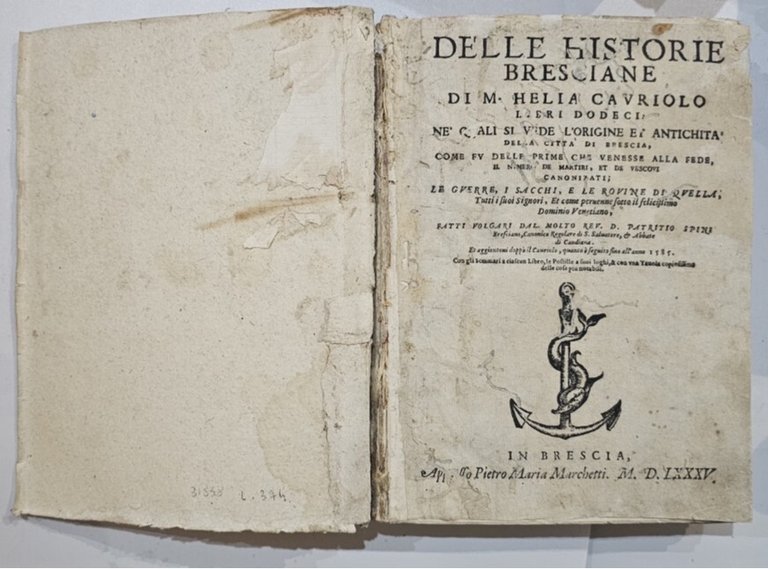 DELLE HISTORIE
BRESCIANE
DI M. HELIA CAVRIOLO
LIBRI DODECI:
NE' QVALI SI VEDE L'ORIGINE ET ANTICHITA'
DELLA CITTA' DI BRESCIA,
COME FV DELLE PRIME CHE VENESSE ALLA FEDE,
IL NVMERO DE MARTIRI, ET DE VESCOVI
CANONIZATI;
LE GVERRE, I SACCHI, E LE ROVINE DI QVELLA;
Tutti i suoi Signori, Et come peruenne sotto il felicissimo
Dominio Venetiano,
FATTI VOLGARI DAL MOLTO REV. D. PATRITIO SPINI
Bresciano, Canonico Regulare di S. Saluatore, & Abbate
di Candiana.
Et aggiontoui doppò il Cauriolo, quanto è seguito sino all'anno 1585.
Con gli Sommari a ciascun Libro, le Postille a suoi loghi, & con vna Tauola copiosissima
delle cose più notabili.
IN BRESCIA,
Appresso Pietro Maria Marchetti. M. D. LXXXV.
L. 374